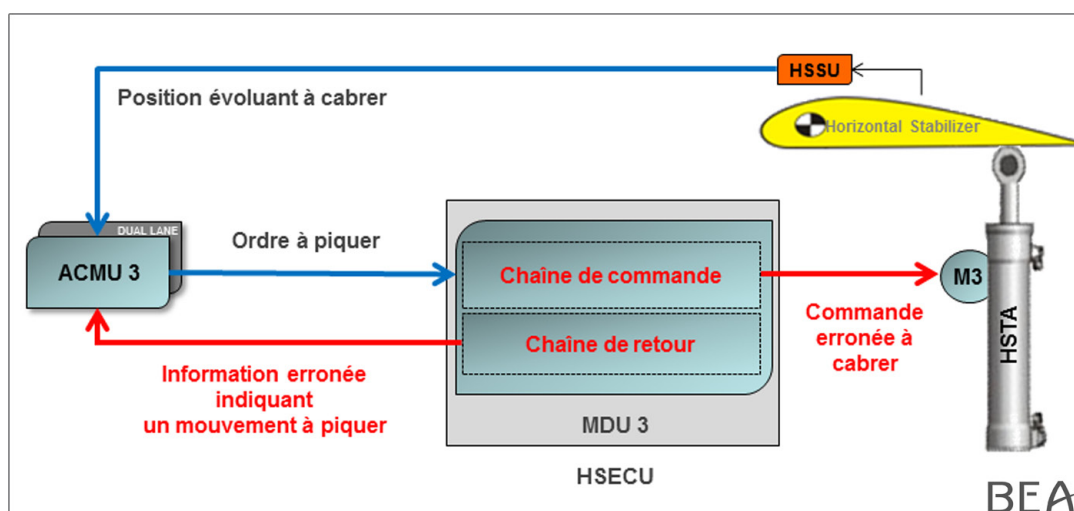 HSSU
Position évoluant à cabrer
Horizontal Stabilizer
DUAL LANE
ACMU 3
Ordre à piquer
Chaîne de commande
Chaîne de retour
M3
HSTA
Commande
erronée à
cabrer
Information erronée
indiquant
un mouvement à piquer
MDU 3
HSECU
BEA